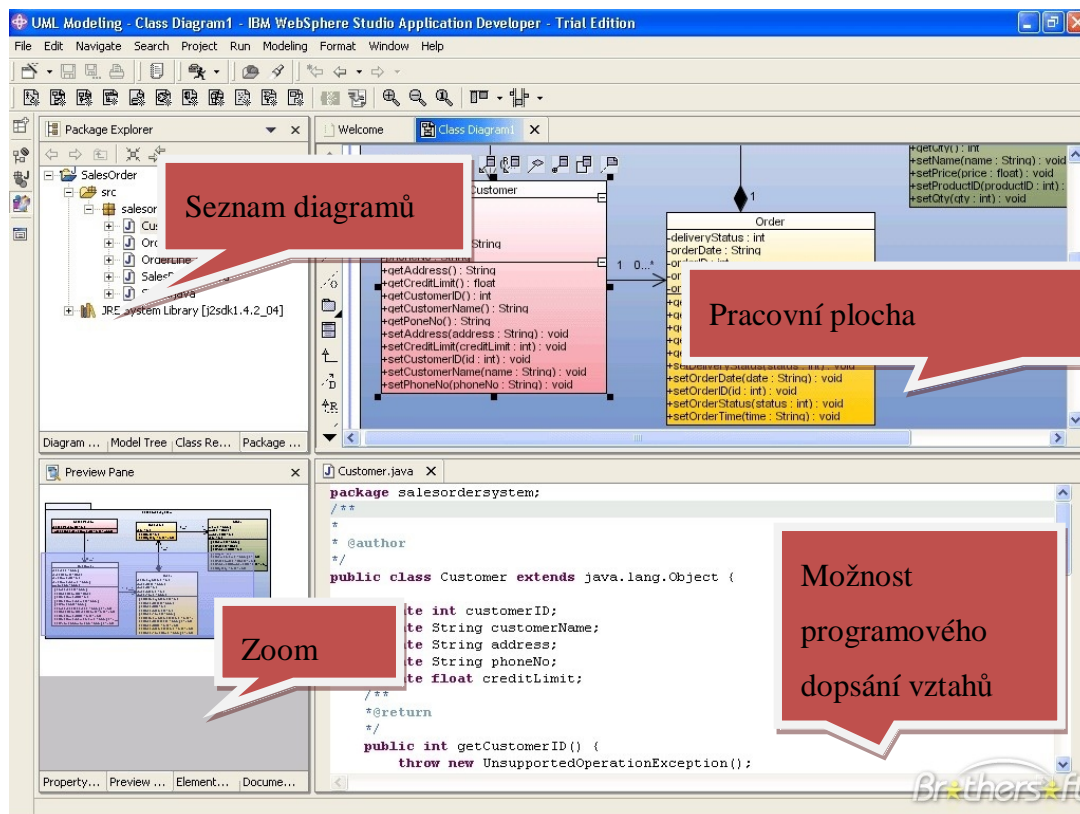 UML Modeling - Class Diagram1 - IBM WebSphere Studio Application Developer - Trial Edition
File Edit Navigate Search Project Run Modeling Format Window Help
Package Explorer
SalesOrder
src
OrderLine
JRE System Library [j2sdk1.4.2_04]
Diagram ... Model Tree Class Re... Package ...
Seznam diagramů
Welcome
Class Diagram1
Customer
String
+getAddress() : String
+getCreditLimit() : float
+getCustomerID() : int
+getCustomerName() : String
+getPoneNo() : String
+setAddress(address : String) : void
+setCreditLimit(creditLimit : int) : void
+setCustomerID(id : int) : void
+setCustomerName(name : String) : void
+setPhoneNo(phoneNo : String) : void
1 0...*
1
Order
-deliveryStatus : int
-orderDate : String
+setDeliveryStatus(status : int) : void
+setOrderDate(date : String) : void
+setOrderID(id : int) : void
+setOrderStatus(status : int) : void
+setOrderTime(time : String) : void
+getQty() : int
+setName(name : String) : void
+setPrice(price : float) : void
+setProductID(productID : int) :
+setQty(qty : int) : void
Pracovní plocha
Preview Pane
Zoom
Property... Preview ... Element... Docume...
Customer.java
package salesordersystem;
/**
*
* @author
*/
public class Customer extends java.lang.Object {
int customerID;
String customerName;
String address;
String phoneNo;
float creditLimit;
/**
*@return
*/
public int getCustomerID() {
throw new UnsupportedOperationException();
Možnost
programového
dopsání vztahů